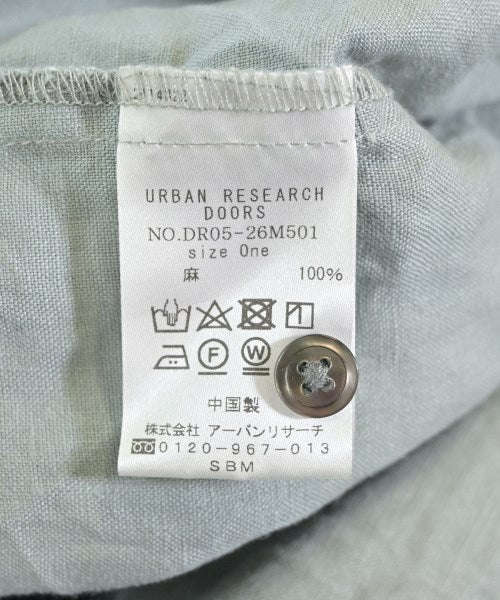 URBAN RESEARCH
DOORS
NO.DR05-26M501
size One
麻 100%
F W
中国製
株式会社 アーバンリサーチ
0120-967-013
SBM